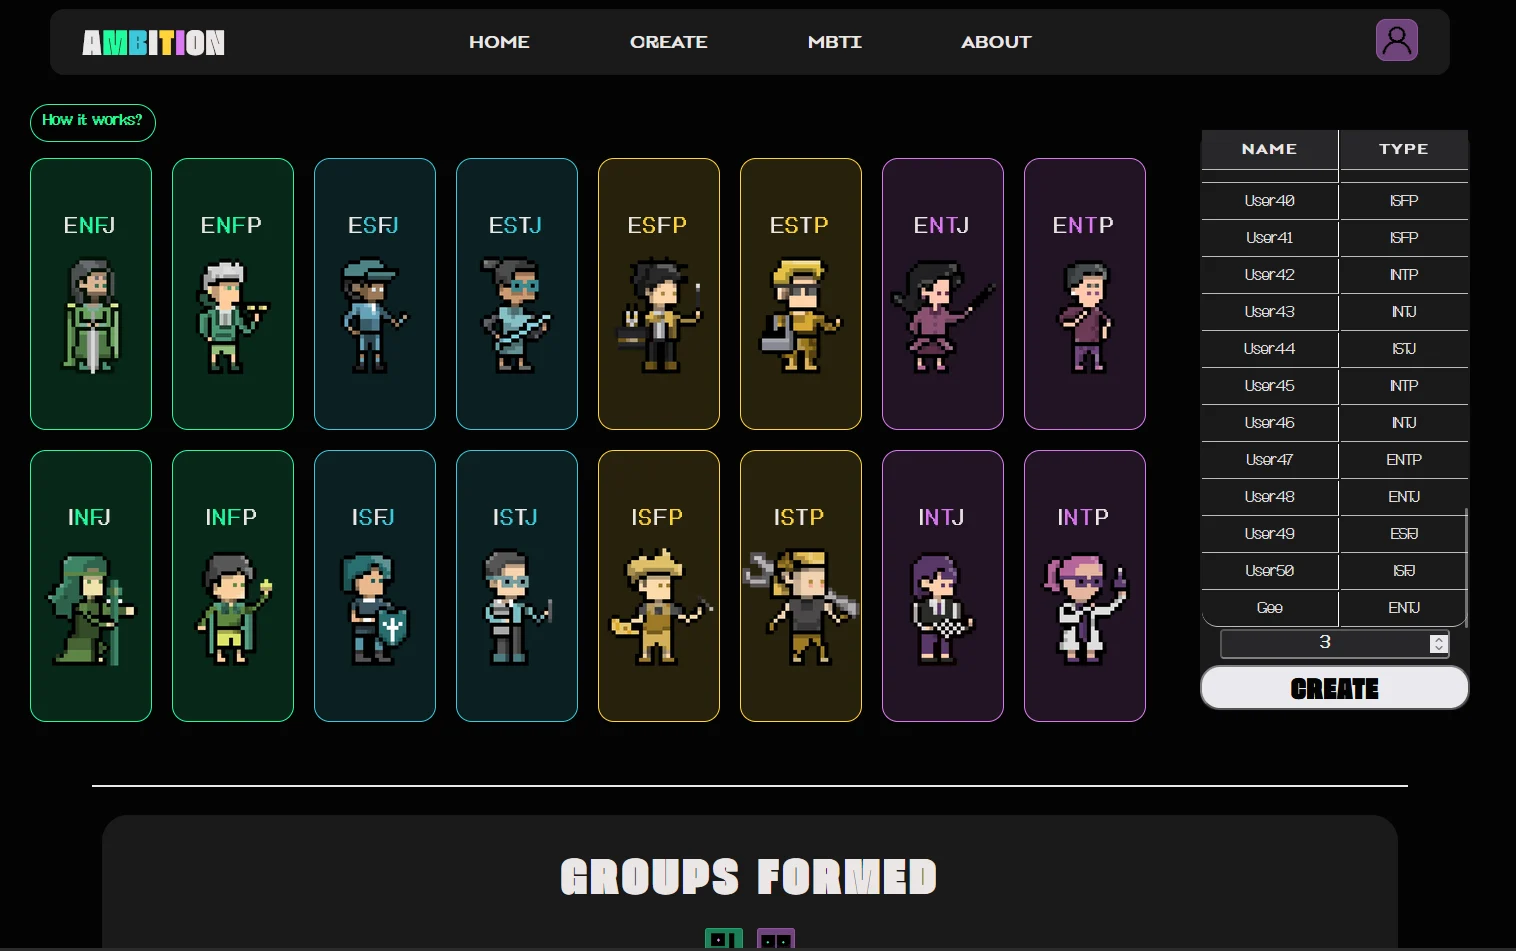 AMBITION
HOME CREATE MBTI ABOUT
How it works?
ENFJ ENFP ESFJ ESTJ ESFP ESTP ENTJ ENTP
INFJ INFP ISFJ ISTJ ISFP ISTP INTJ INTP
NAME TYPE
User40 ISFP
User41 ISFP
User42 INTP
User43 INTJ
User44 ISTJ
User45 INTP
User46 INTJ
User47 ENTP
User48 ENTJ
User49 ESFJ
User50 ISFJ
Gee ENTJ
3
CREATE
GROUPS FORMED